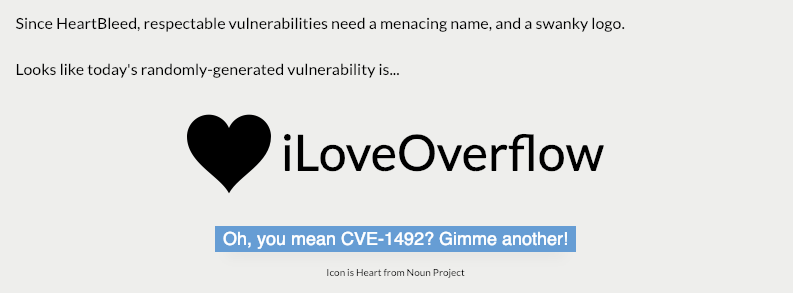 Since HeartBleed, respectable vulnerabilities need a menacing name, and a swanky logo.
Looks like today's randomly-generated vulnerability is...
iLoveOverflow
Oh, you mean CVE-1492? Gimme another!
Icon is Heart from Noun Project